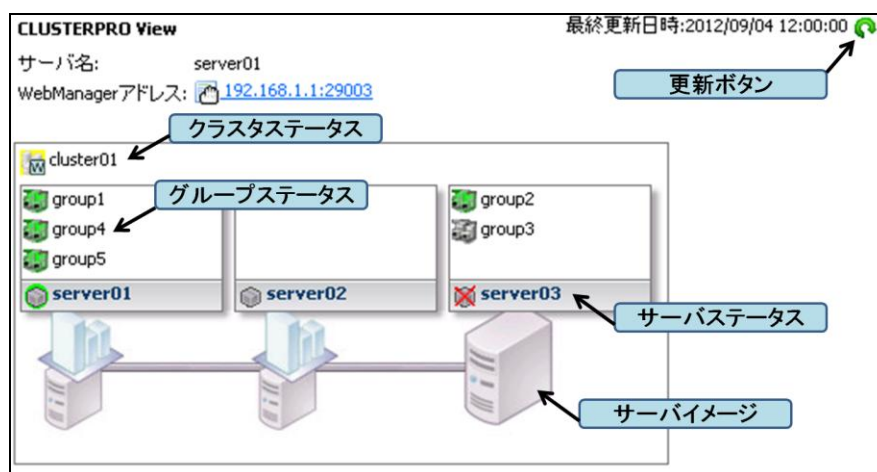 CLUSTERPRO View
最終更新日時:2012/09/04 12:00:00
サーバ名: server01
更新ボタン
WebManagerアドレス: 192.168.1.1:29003
クラスタステータス
cluster01
group1
グループステータス
group2
group4
group3
group5
server01
server02
server03
サーバステータス
サーバイメージ